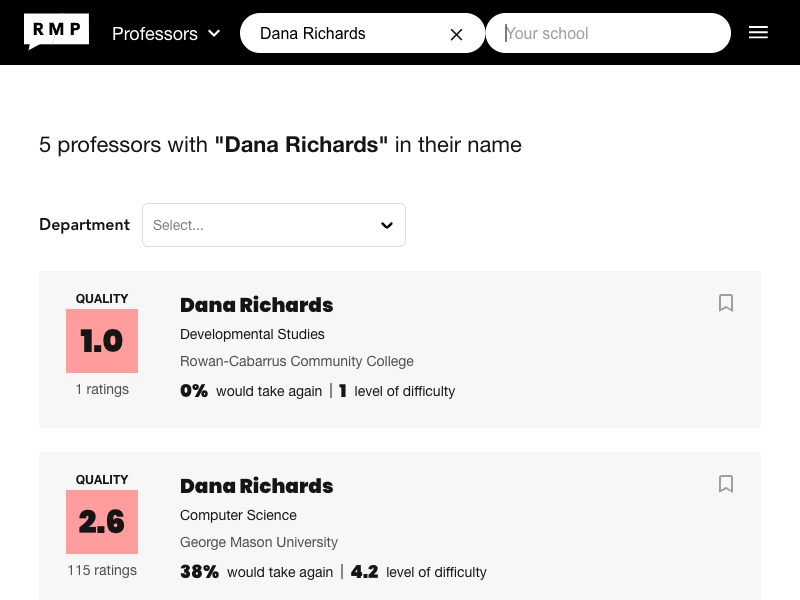 RMP
Professors
Dana Richards
Your school
5 professors with "Dana Richards" in their name
Department
Select...
QUALITY
1.0
1 ratings
Dana Richards
Developmental Studies
Rowan-Cabarrus Community College
0% would take again | 1 level of difficulty
QUALITY
2.6
115 ratings
Dana Richards
Computer Science
George Mason University
38% would take again | 4.2 level of difficulty